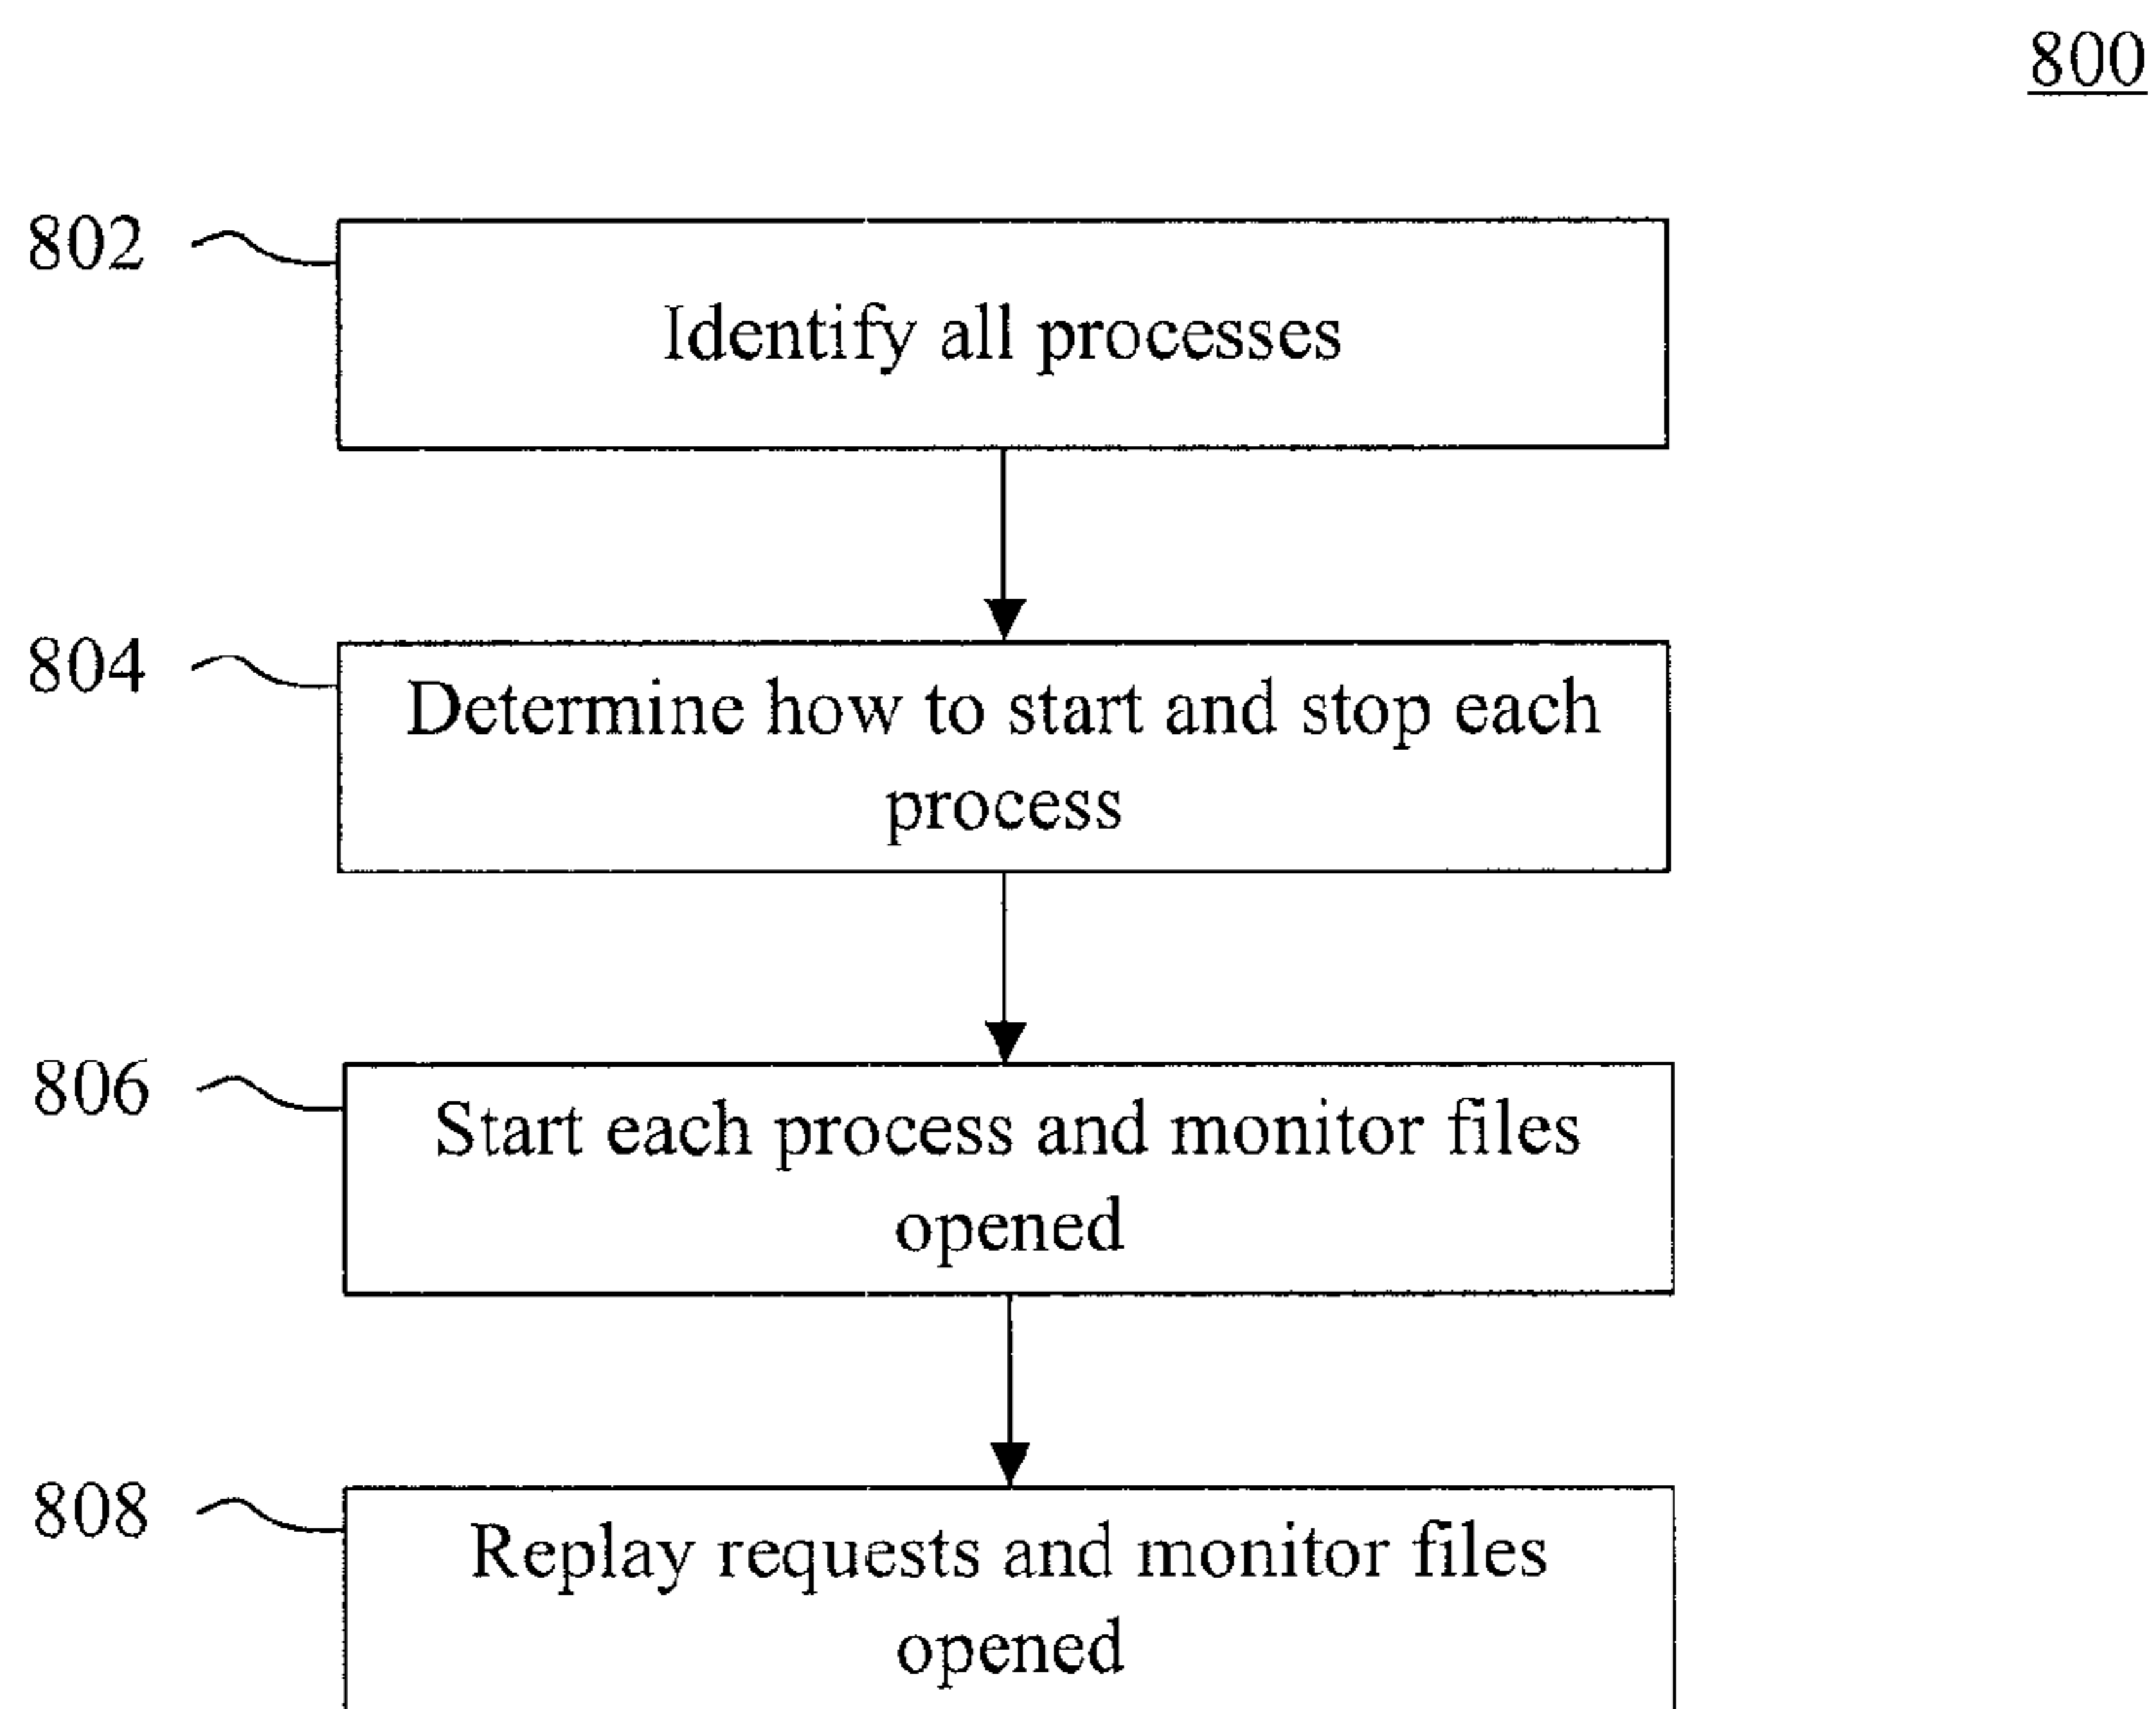 800
802
Identify all processes
804
Determine how to start and stop each
process
806
Start each process and monitor files
opened
808
Replay requests and monitor files
opened